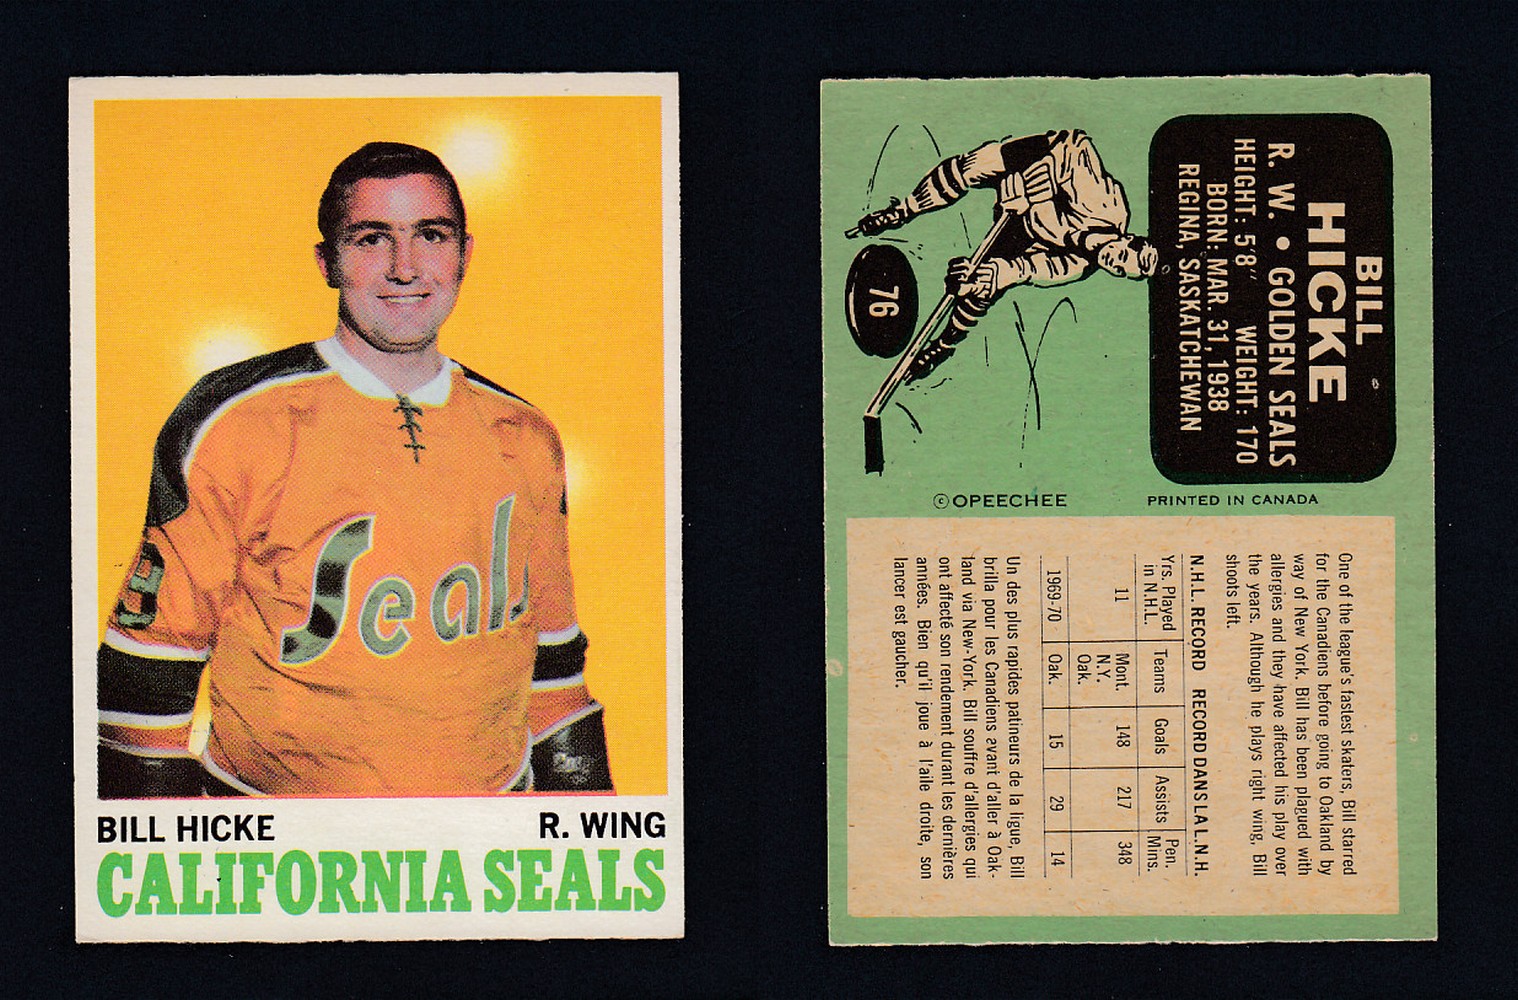 Seals
BILL HICKE R. WING
CALIFORNIA SEALS
BILL
HICKE
R. W. • GOLDEN SEALS
HEIGHT: 5'8" WEIGHT: 170
BORN: MAR. 31, 1938
REGINA, SASKATCHEWAN
76
© OPEECHEE PRINTED IN CANADA
One of the league's fastest skaters, Bill starred
for the Canadiens before going to Oakland by
way of New York. Bill has been plagued with
allergies and they have affected his play over
the years. Although he plays right wing, Bill
shoots left.
N.H.L. RECORD RECORD DANS LA L.N.H.
Yrs. Played Teams Goals Assists Pen.
in N.H.L. Mins.
11 Mont. 148 217 348
N.Y.
Oak.
1969-70 Oak. 15 29 14
Un des plus rapides patineurs de la ligue, Bill
brilla pour les Canadiens avant d'aller à Oak-
land via New-York. Bill souffre d'allergies qui
ont affecté son rendement durant les dernières
années. Bien qu'il joue à l'aile droite, son
lancer est gaucher.